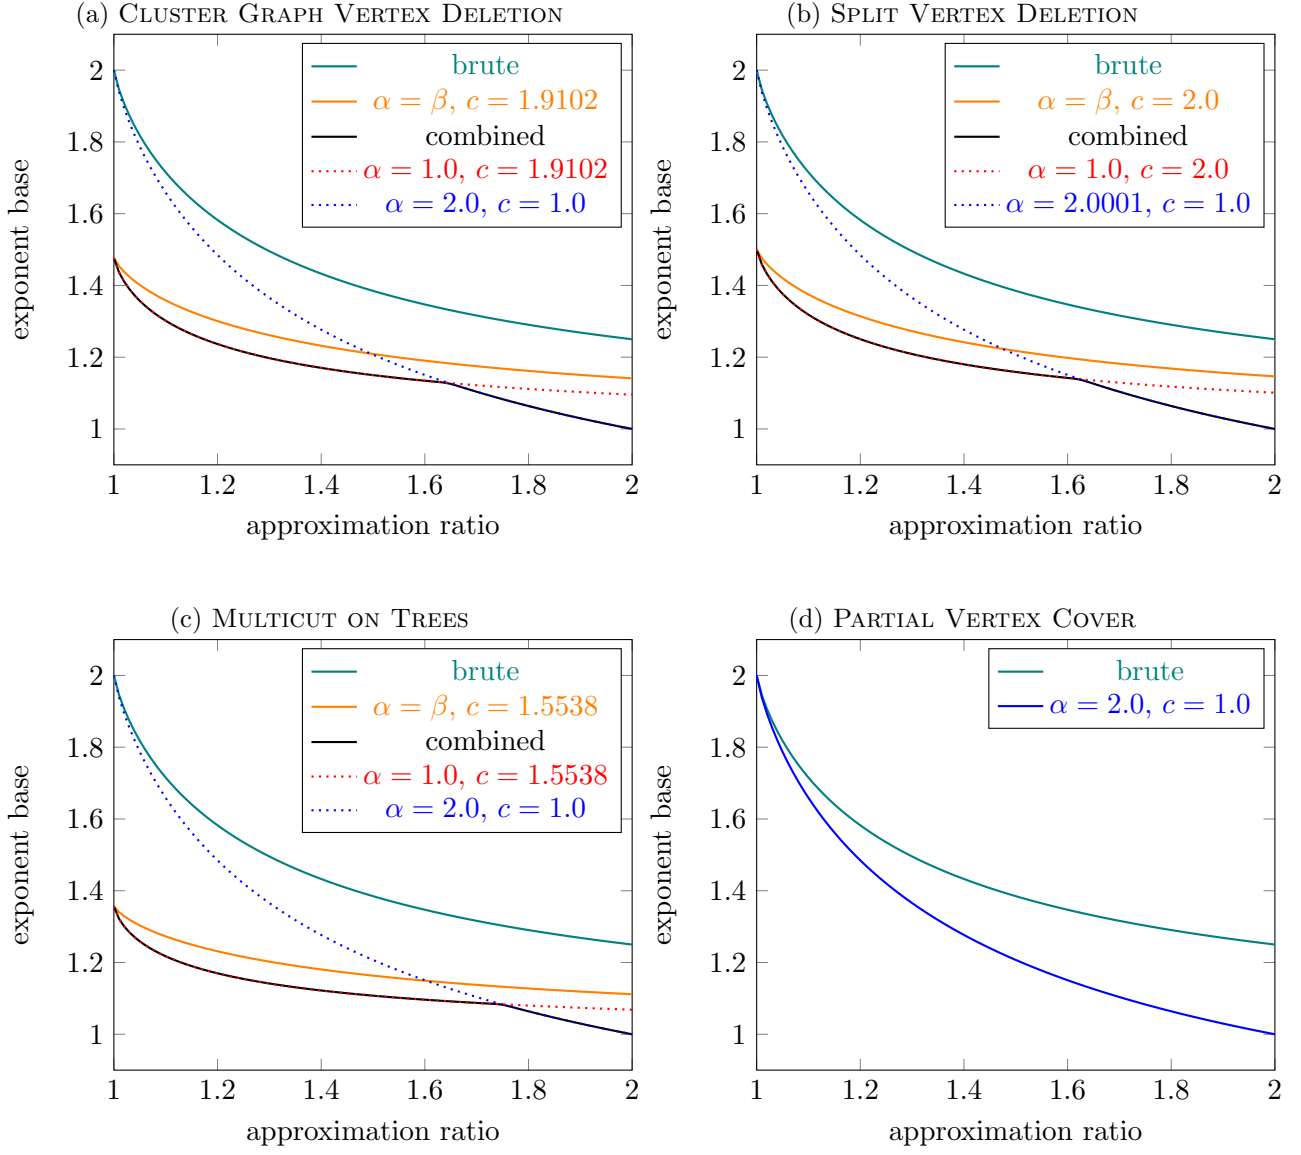 (a) CLUSTER GRAPH VERTEX DELETION
exponent base
2
1.8
1.6
1.4
1.2
1
1 1.2 1.4 1.6 1.8 2
approximation ratio
brute
α = β, c = 1.9102
combined
α = 1.0, c = 1.9102
α = 2.0, c = 1.0
(b) SPLIT VERTEX DELETION
exponent base
2
1.8
1.6
1.4
1.2
1
1 1.2 1.4 1.6 1.8 2
approximation ratio
brute
α = β, c = 2.0
combined
α = 1.0, c = 2.0
α = 2.0001, c = 1.0
(c) MULTICUT ON TREES
exponent base
2
1.8
1.6
1.4
1.2
1
1 1.2 1.4 1.6 1.8 2
approximation ratio
brute
α = β, c = 1.5538
combined
α = 1.0, c = 1.5538
α = 2.0, c = 1.0
(d) PARTIAL VERTEX COVER
exponent base
2
1.8
1.6
1.4
1.2
1
1 1.2 1.4 1.6 1.8 2
approximation ratio
brute
α = 2.0, c = 1.0